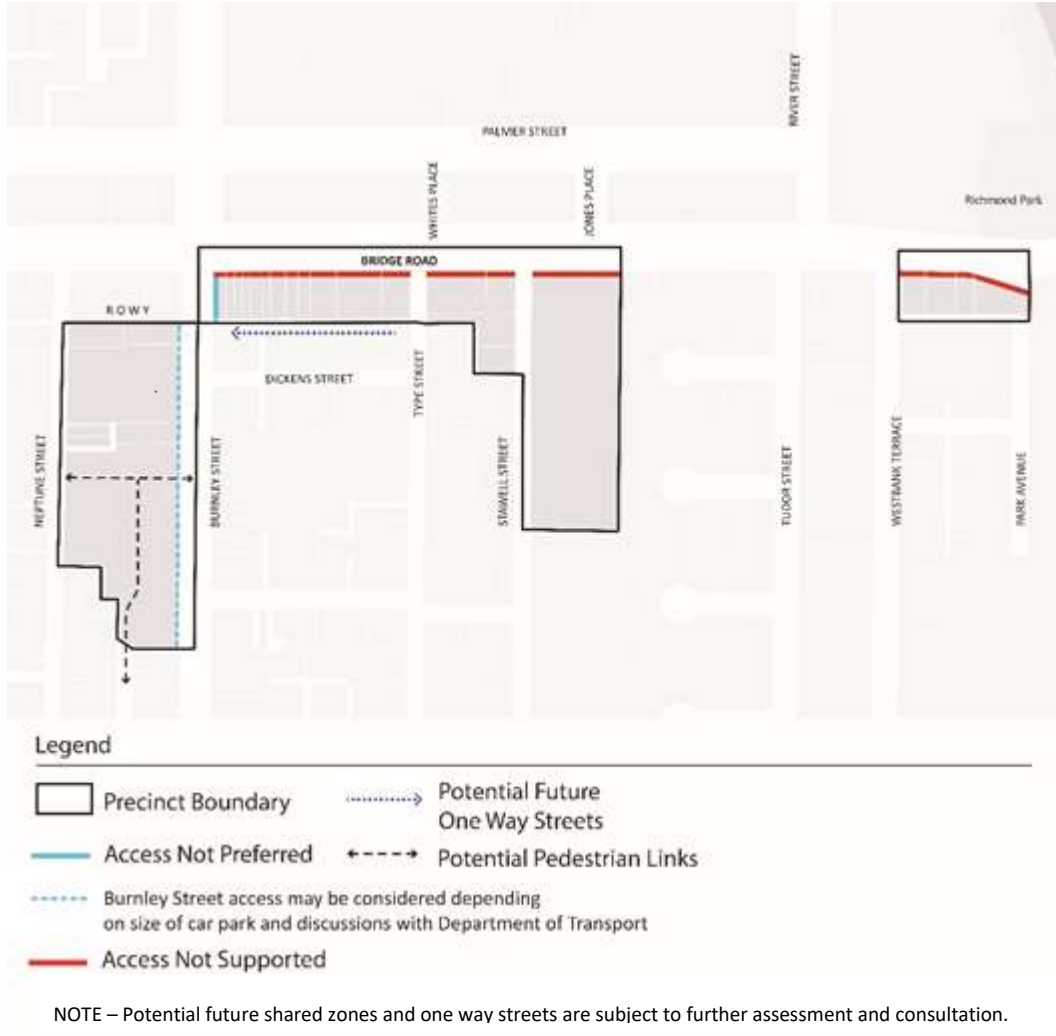 PALMER STREET
RIVER STREET
WHITES PLACE
JONES PLACE
Richmond Park
BRIDGE ROAD
ROWY
DICKENS STREET
TYPE STREET
NEPTUNE STREET
BURNLEY STREET
STAWELL STREET
TUDOR STREET
WESTBANK TERRACE
PARK AVENUE
Legend
Precinct Boundary
Potential Future
One Way Streets
Access Not Preferred
Potential Pedestrian Links
Burnley Street access may be considered depending
on size of car park and discussions with Department of Transport
Access Not Supported
NOTE – Potential future shared zones and one way streets are subject to further assessment and consultation.